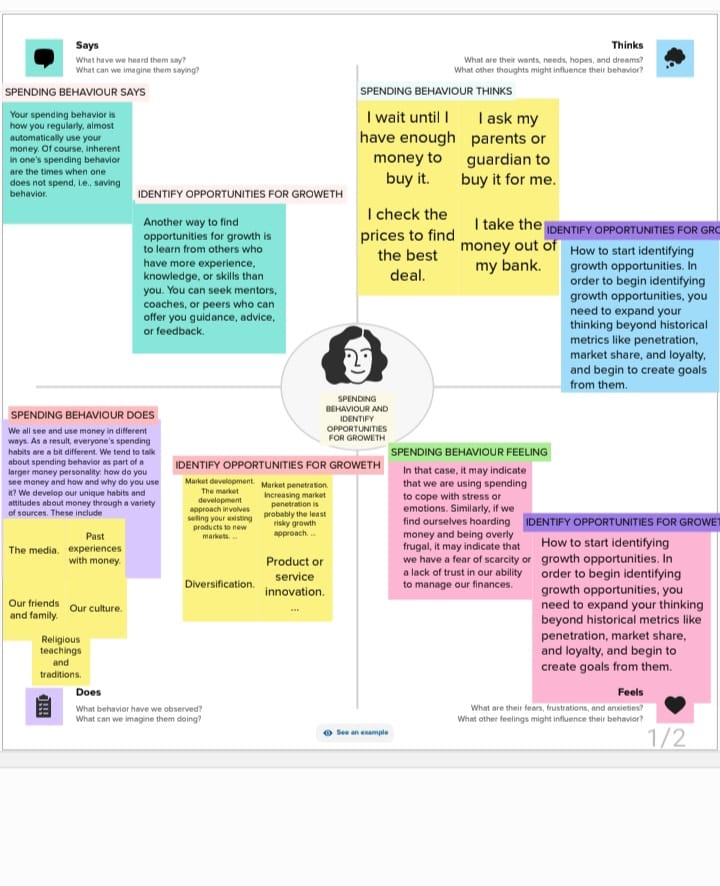 Says
What have we heard them say?
What can we imagine them saying?
Thinks
What are their wants, needs, hopes, and dreams?
What other thoughts might influence their behavior?
SPENDING BEHAVIOUR SAYS
Your spending behavior is
how you regularly, almost
automatically use your
money. Of course, inherent
in one's spending behavior
are the times when one
does not spend, i.e., saving
behavior.
IDENTIFY OPPORTUNITIES FOR GROWETH
Another way to find
opportunities for growth is
to learn from others who
have more experience,
knowledge, or skills than
you. You can seek mentors,
coaches, or peers who can
offer you guidance, advice,
or feedback.
SPENDING BEHAVIOUR THINKS
I wait until I
have enough
money to
buy it.
I ask my
parents or
guardian to
buy it for me.
I check the
prices to find
the best
deal.
I take the
money out of
my bank.
IDENTIFY OPPORTUNITIES FOR GRO
How to start identifying
growth opportunities. In
order to begin identifying
growth opportunities, you
need to expand your
thinking beyond historical
metrics like penetration,
market share, and loyalty,
and begin to create goals
from them.
SPENDING
BEHAVIOUR AND
IDENTIFY
OPPORTUNITIES
FOR GROWETH
SPENDING BEHAVIOUR DOES
We all see and use money in different
ways. As a result, everyone's spending
habits are a bit different. We tend to talk
about spending behavior as part of a
larger money personality: how do you
see money and how and why do you use
it? We develop our unique habits and
attitudes about money through a variety
of sources. These include
The media.
Past
experiences
with money.
Our friends
and family.
Our culture.
Religious
teachings
and
traditions.
IDENTIFY OPPORTUNITIES FOR GROWETH
Market development.
The market
development
approach involves
selling your existing
products to new
markets. ...
Market penetration.
Increasing market
penetration is
probably the least
risky growth
approach. ...
Diversification.
Product or
service
innovation.
...
SPENDING BEHAVIOUR FEELING
In that case, it may indicate
that we are using spending
to cope with stress or
emotions. Similarly, if we
find ourselves hoarding
money and being overly
frugal, it may indicate that
we have a fear of scarcity or
a lack of trust in our ability
to manage our finances.
IDENTIFY OPPORTUNITIES FOR GROWET
How to start identifying
growth opportunities. In
order to begin identifying
growth opportunities, you
need to expand your thinking
beyond historical metrics like
penetration, market share,
and loyalty, and begin to
create goals from them.
Does
What behavior have we observed?
What can we imagine them doing?
Feels
What are their fears, frustrations, and anxieties?
What other feelings might influence their behavior?
See an example
1/2